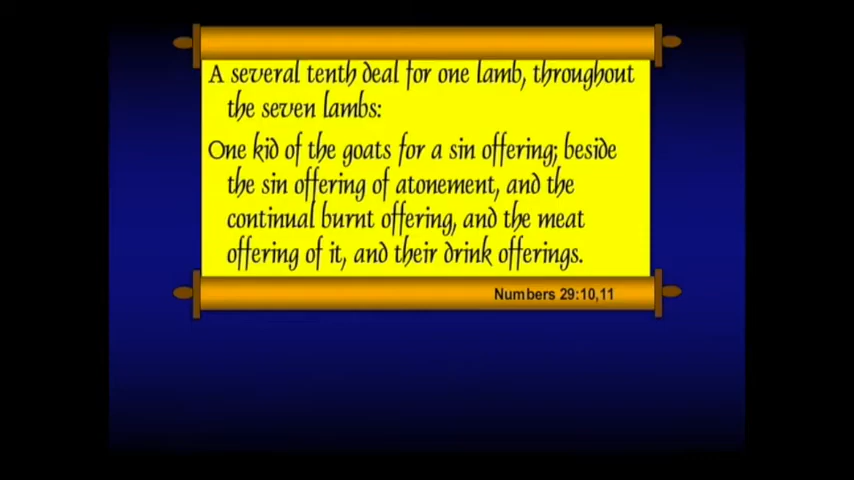 A several tenth deal for one lamb, throughout
the seven lambs:
One kid of the goats for a sin offering; beside
the sin offering of atonement, and the
continual burnt offering, and the meat
offering of it, and their drink offerings.
Numbers 29:10,11